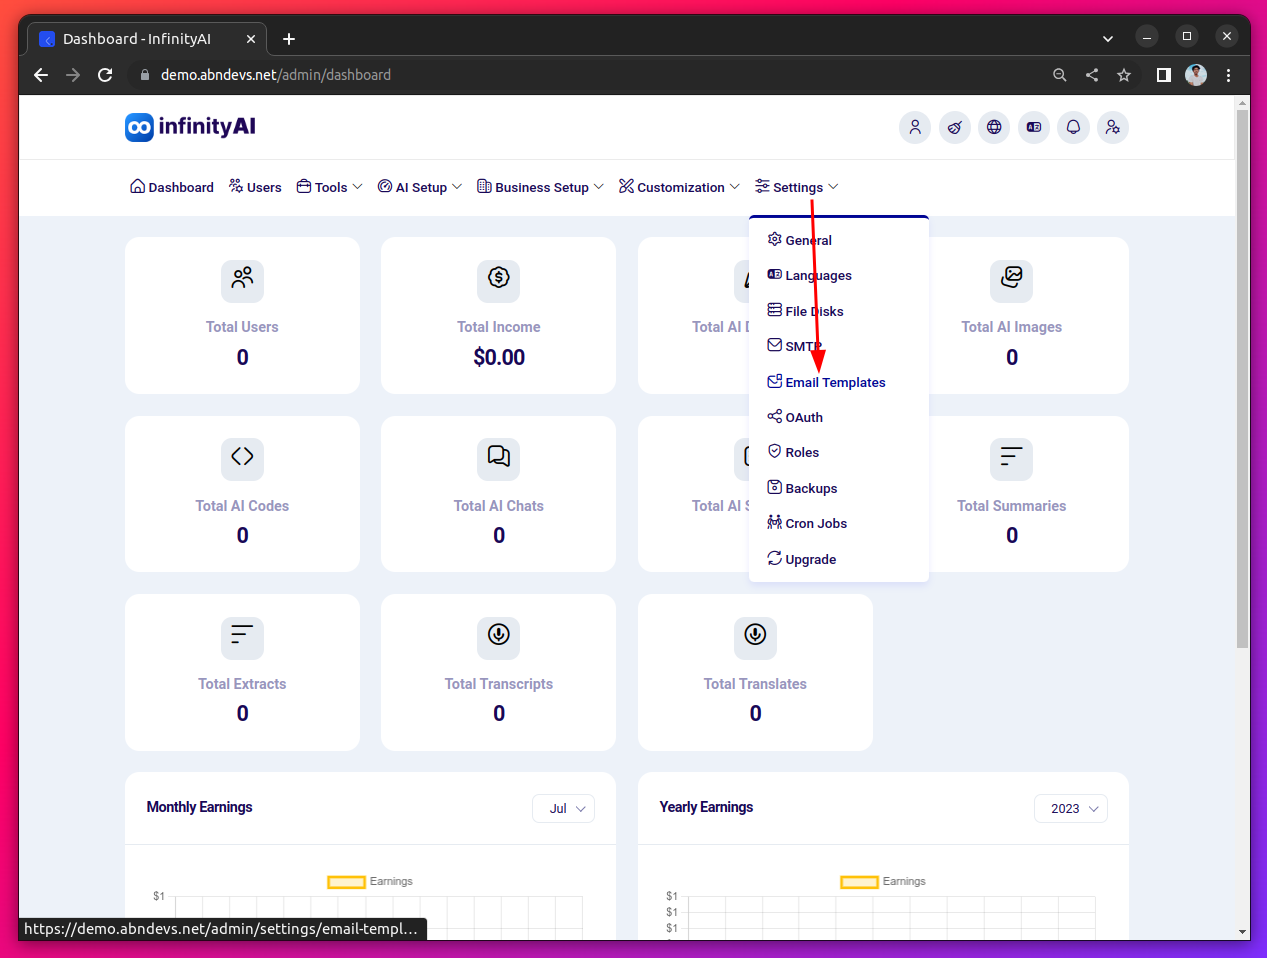 Dashboard - InfinityAI
demo.abndevs.net/admin/dashboard
infinityAI
Dashboard Users Tools AI Setup Business Setup Customization Settings
General
Languages
File Disks
SMTP
Email Templates
OAuth
Roles
Backups
Cron Jobs
Upgrade
Total Users
0
Total Income
$0.00
Total AI
Total AI Images
0
Total AI Codes
0
Total AI Chats
0
Total AI
Total Summaries
0
Total Extracts
0
Total Transcripts
0
Total Translates
0
Monthly Earnings
Jul
Earnings
$1
Yearly Earnings
2023
Earnings
$1
$1
$1
https://demo.abndevs.net/admin/settings/email-templ...